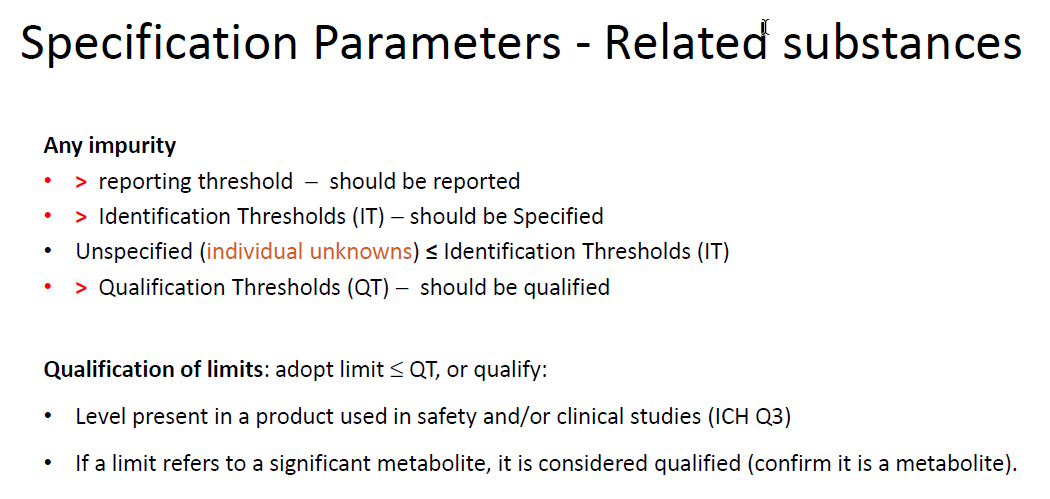 Specification Parameters - Related substances
Any impurity
• > reporting threshold – should be reported
• > Identification Thresholds (IT) – should be Specified
• Unspecified (individual unknowns) ≤ Identification Thresholds (IT)
• > Qualification Thresholds (QT) – should be qualified
Qualification of limits: adopt limit ≤ QT, or qualify:
• Level present in a product used in safety and/or clinical studies (ICH Q3)
• If a limit refers to a significant metabolite, it is considered qualified (confirm it is a metabolite).